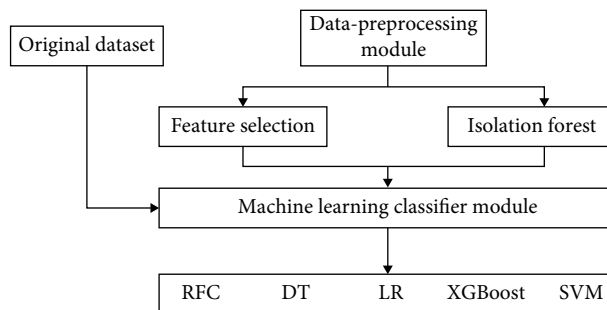 Original dataset
Data-preprocessing
module
Feature selection
Isolation forest
Machine learning classifier module
RFC DT LR XGBoost SVM